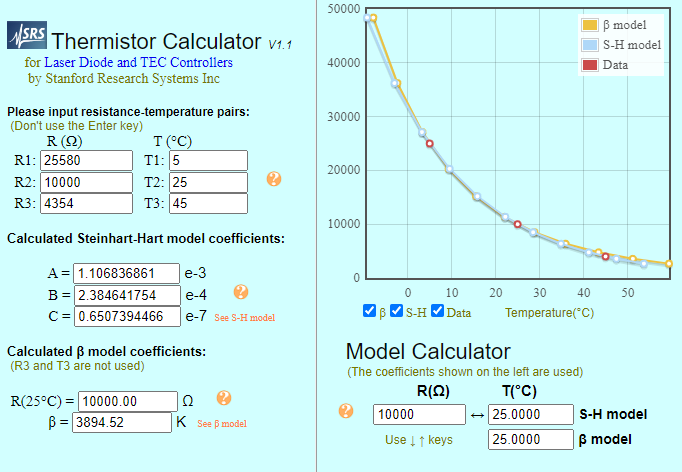 SRS Thermistor Calculator V1.1
for Laser Diode and TEC Controllers
by Stanford Research Systems Inc
Please input resistance-temperature pairs:
(Don't use the Enter key)
R (Ω) T (°C)
R1: 25580 T1: 5
R2: 10000 T2: 25
?
R3: 4354 T3: 45
Calculated Steinhart-Hart model coefficients:
A = 1.106836861 e-3
B = 2.384641754 e-4 ?
C = 0.6507394466 e-7 See S-H model
Calculated β model coefficients:
(R3 and T3 are not used)
R(25°C) = 10000.00 Ω ?
β = 3894.52 K See β model
50000
40000
30000
20000
10000
0
β model
S-H model
Data
0 10 20 30 40 50
β S-H Data Temperature(°C)
Model Calculator
(The coefficients shown on the left are used)
R(Ω) T(°C)
? 10000 ↔ 25.0000 S-H model
Use ↓ ↑ keys 25.0000 β model